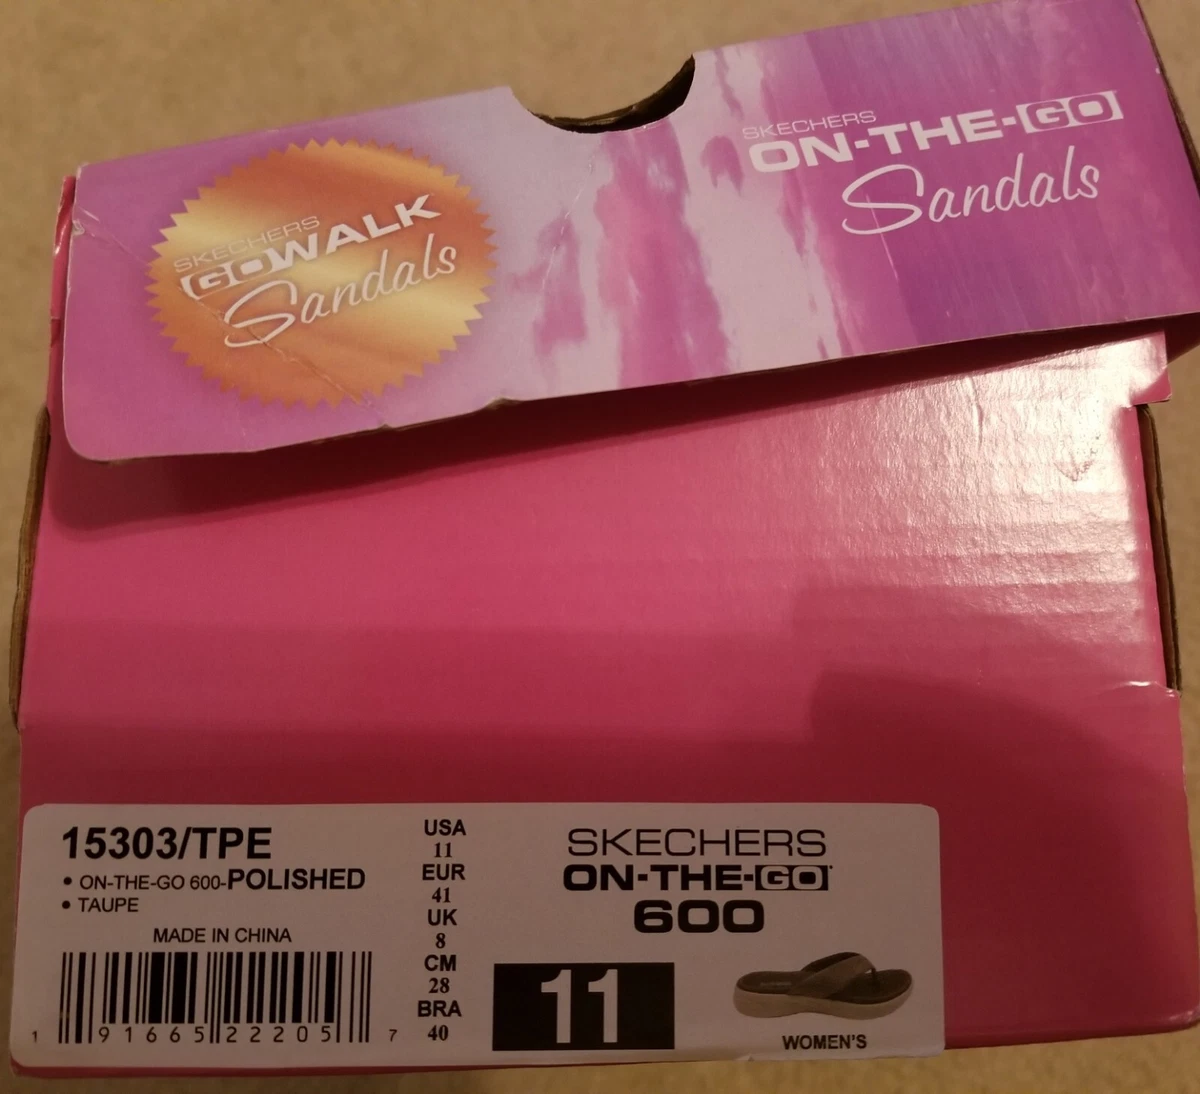 SKECHERS
GOWALK
Sandals
SKECHERS
ON-THE-GO
Sandals
15303/TPE
• ON-THE-GO 600-POLISHED
• TAUPE
MADE IN CHINA
1 91665 22205 7
USA
11
EUR
41
UK
8
CM
28
BRA
40
SKECHERS
ON-THE-GO
600
11
WOMEN'S